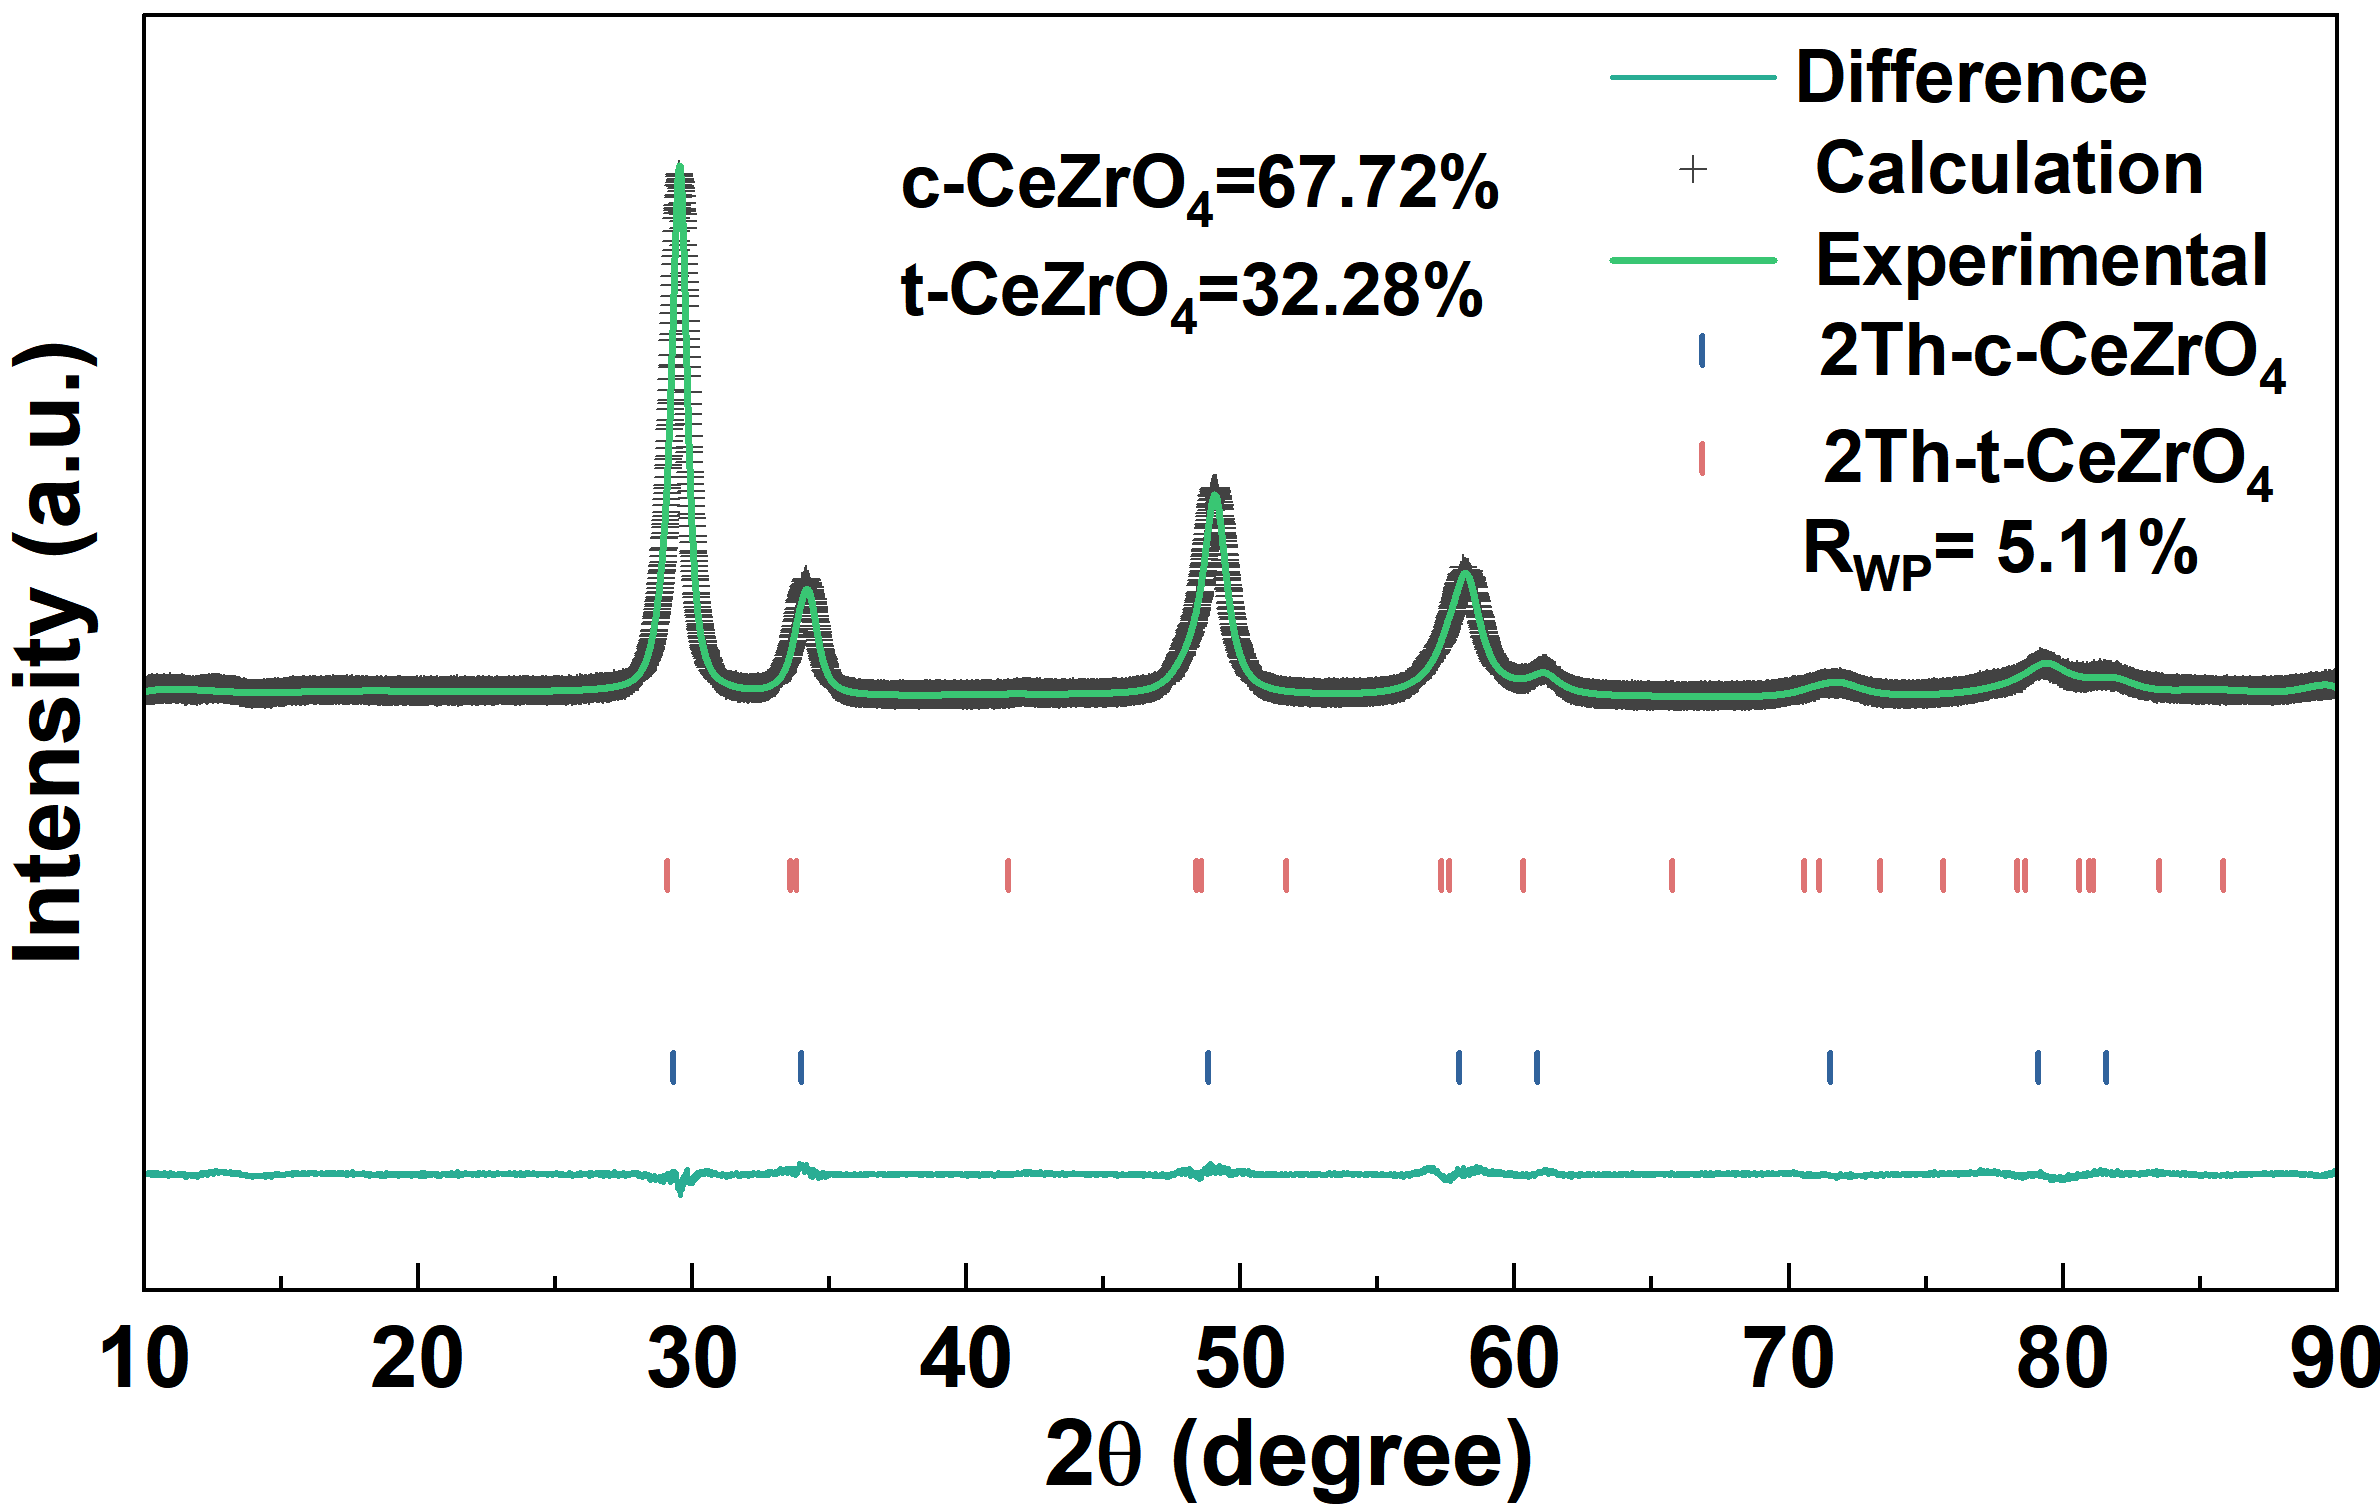 Difference
Calculation
Experimental
2Th-c-CeZrO₄
2Th-t-CeZrO₄
R_WP= 5.11%
c-CeZrO₄=67.72%
t-CeZrO₄=32.28%
Intensity (a.u.)
10 20 30 40 50 60 70 80 90
2θ (degree)